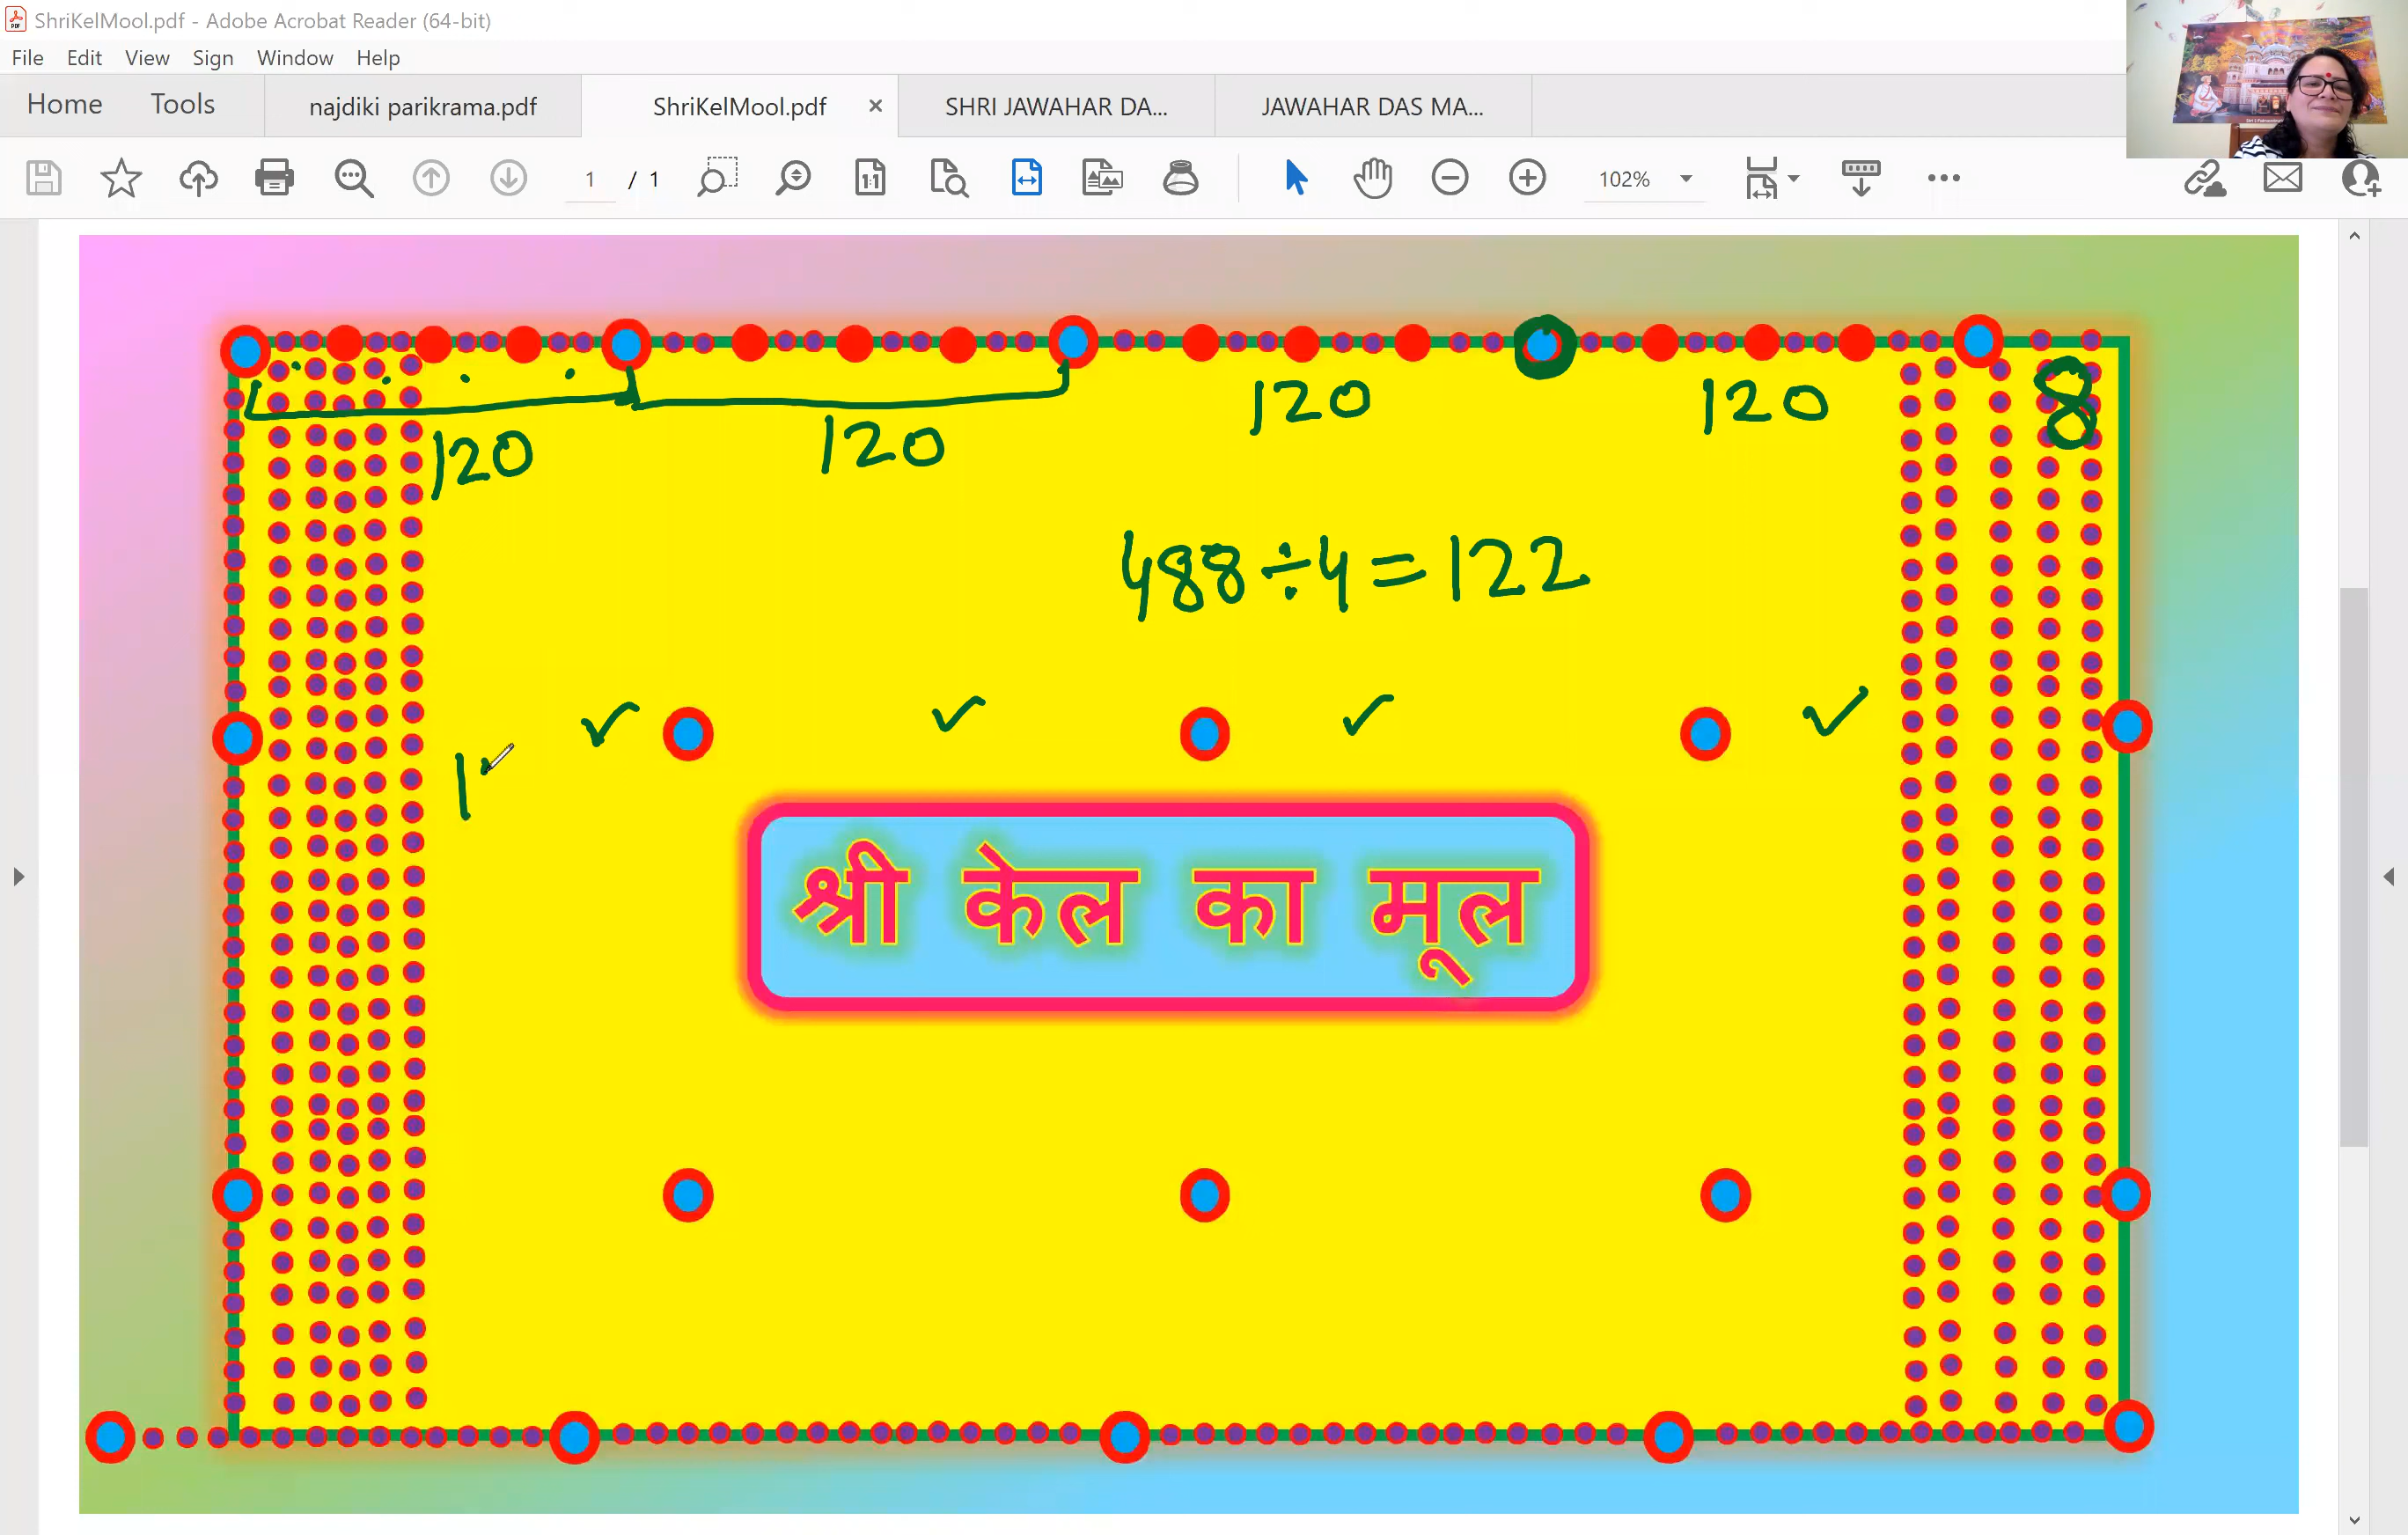 ShriKelMool.pdf - Adobe Acrobat Reader (64-bit)
File Edit View Sign Window Help
Home Tools najdiki parikrama.pdf ShriKelMool.pdf × SHRI JAWAHAR DA... JAWAHAR DAS MA...
1 / 1 1:1 102%
120 120 120 120 8
488÷4=122
श्री केल का मूल